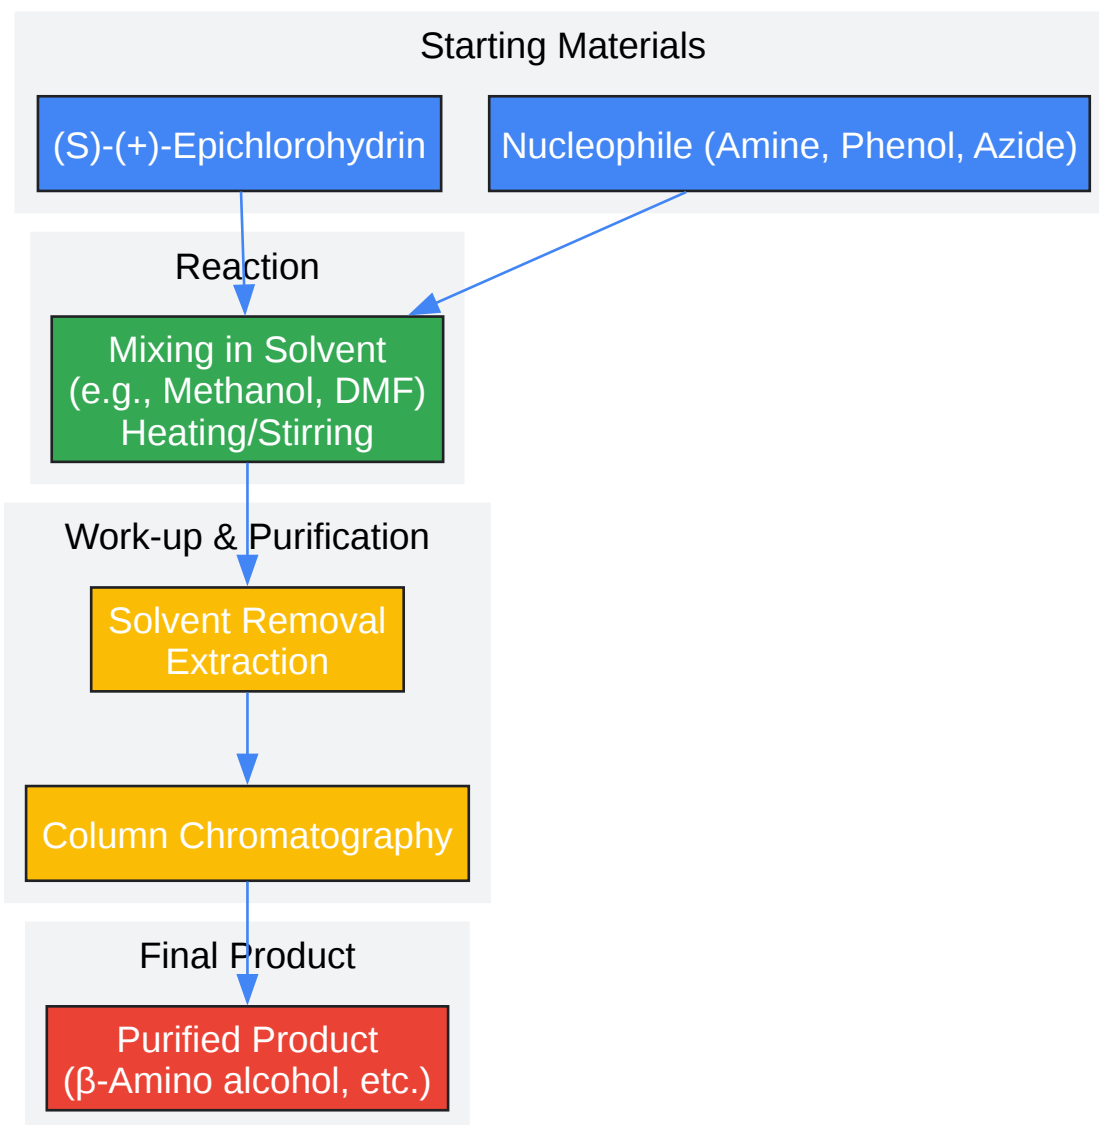 Starting Materials
(S)-(+)-Epichlorohydrin
Nucleophile (Amine, Phenol, Azide)
Reaction
Mixing in Solvent
(e.g., Methanol, DMF)
Heating/Stirring
Work-up & Purification
Solvent Removal
Extraction
Column Chromatography
Final Product
Purified Product
(β-Amino alcohol, etc.)